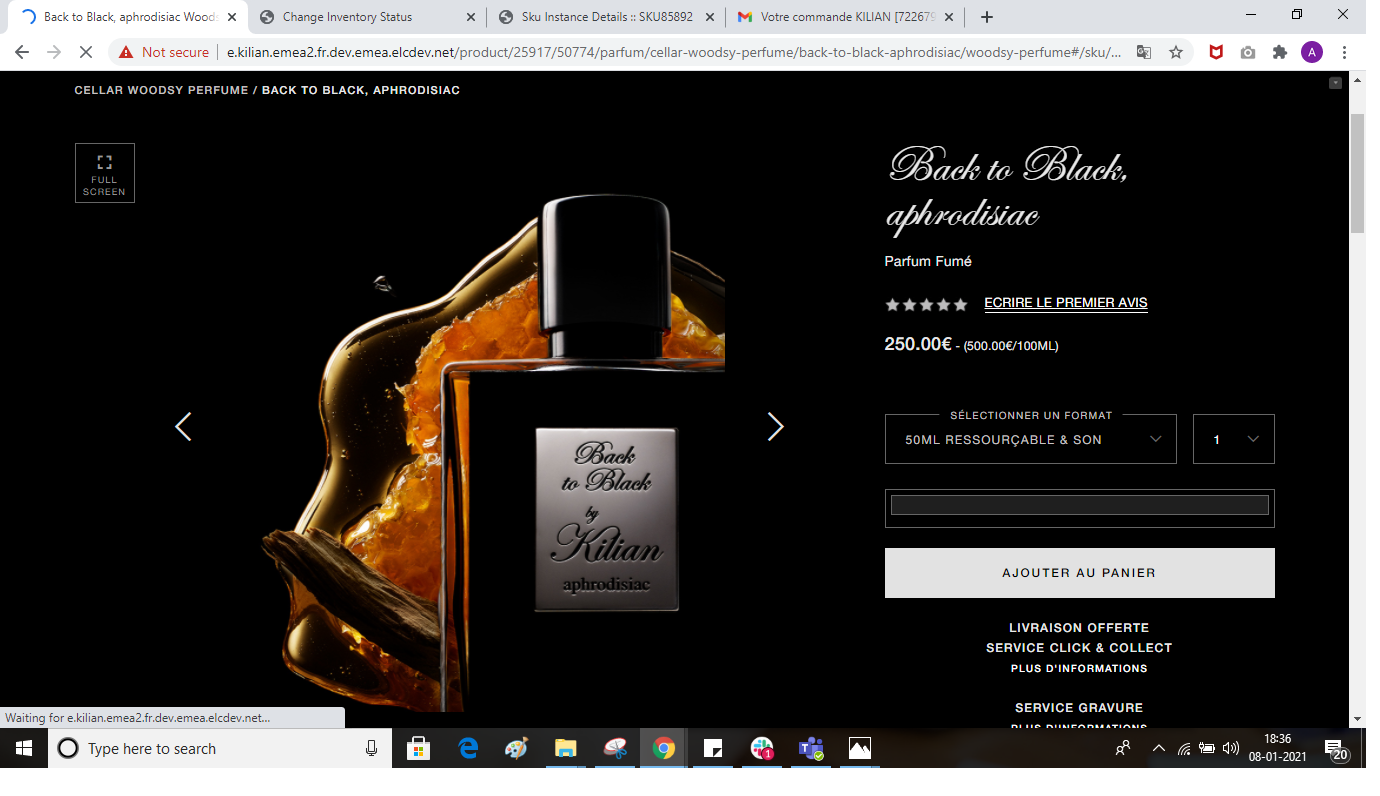 Back to Black, aphrodisiac Woods
Change Inventory Status
Sku Instance Details :: SKU85892
Votre commande KILIAN [722679
Not secure
e.kilian.emea2.fr.dev.emea.elcdev.net/product/25917/50774/parfum/cellar-woodsy-perfume/back-to-black-aphrodisiac/woodsy-perfume#/sku/...
A
CELLAR WOODSY PERFUME / BACK TO BLACK, APHRODISIAC
FULL
SCREEN
Back
to Black
by
Kilian
aphrodisiac
Back to Black,
aphrodisiac
Parfum Fumé
ECRIRE LE PREMIER AVIS
250.00€ - (500.00€/100ML)
SÉLECTIONNER UN FORMAT
50ML RESSOURÇABLE & SON
1
AJOUTER AU PANIER
LIVRAISON OFFERTE
SERVICE CLICK & COLLECT
PLUS D'INFORMATIONS
SERVICE GRAVURE
PLUS D'INFORMATIONS
Waiting for e.kilian.emea2.fr.dev.emea.elcdev.net...
Type here to search
1
18:36
08-01-2021
20